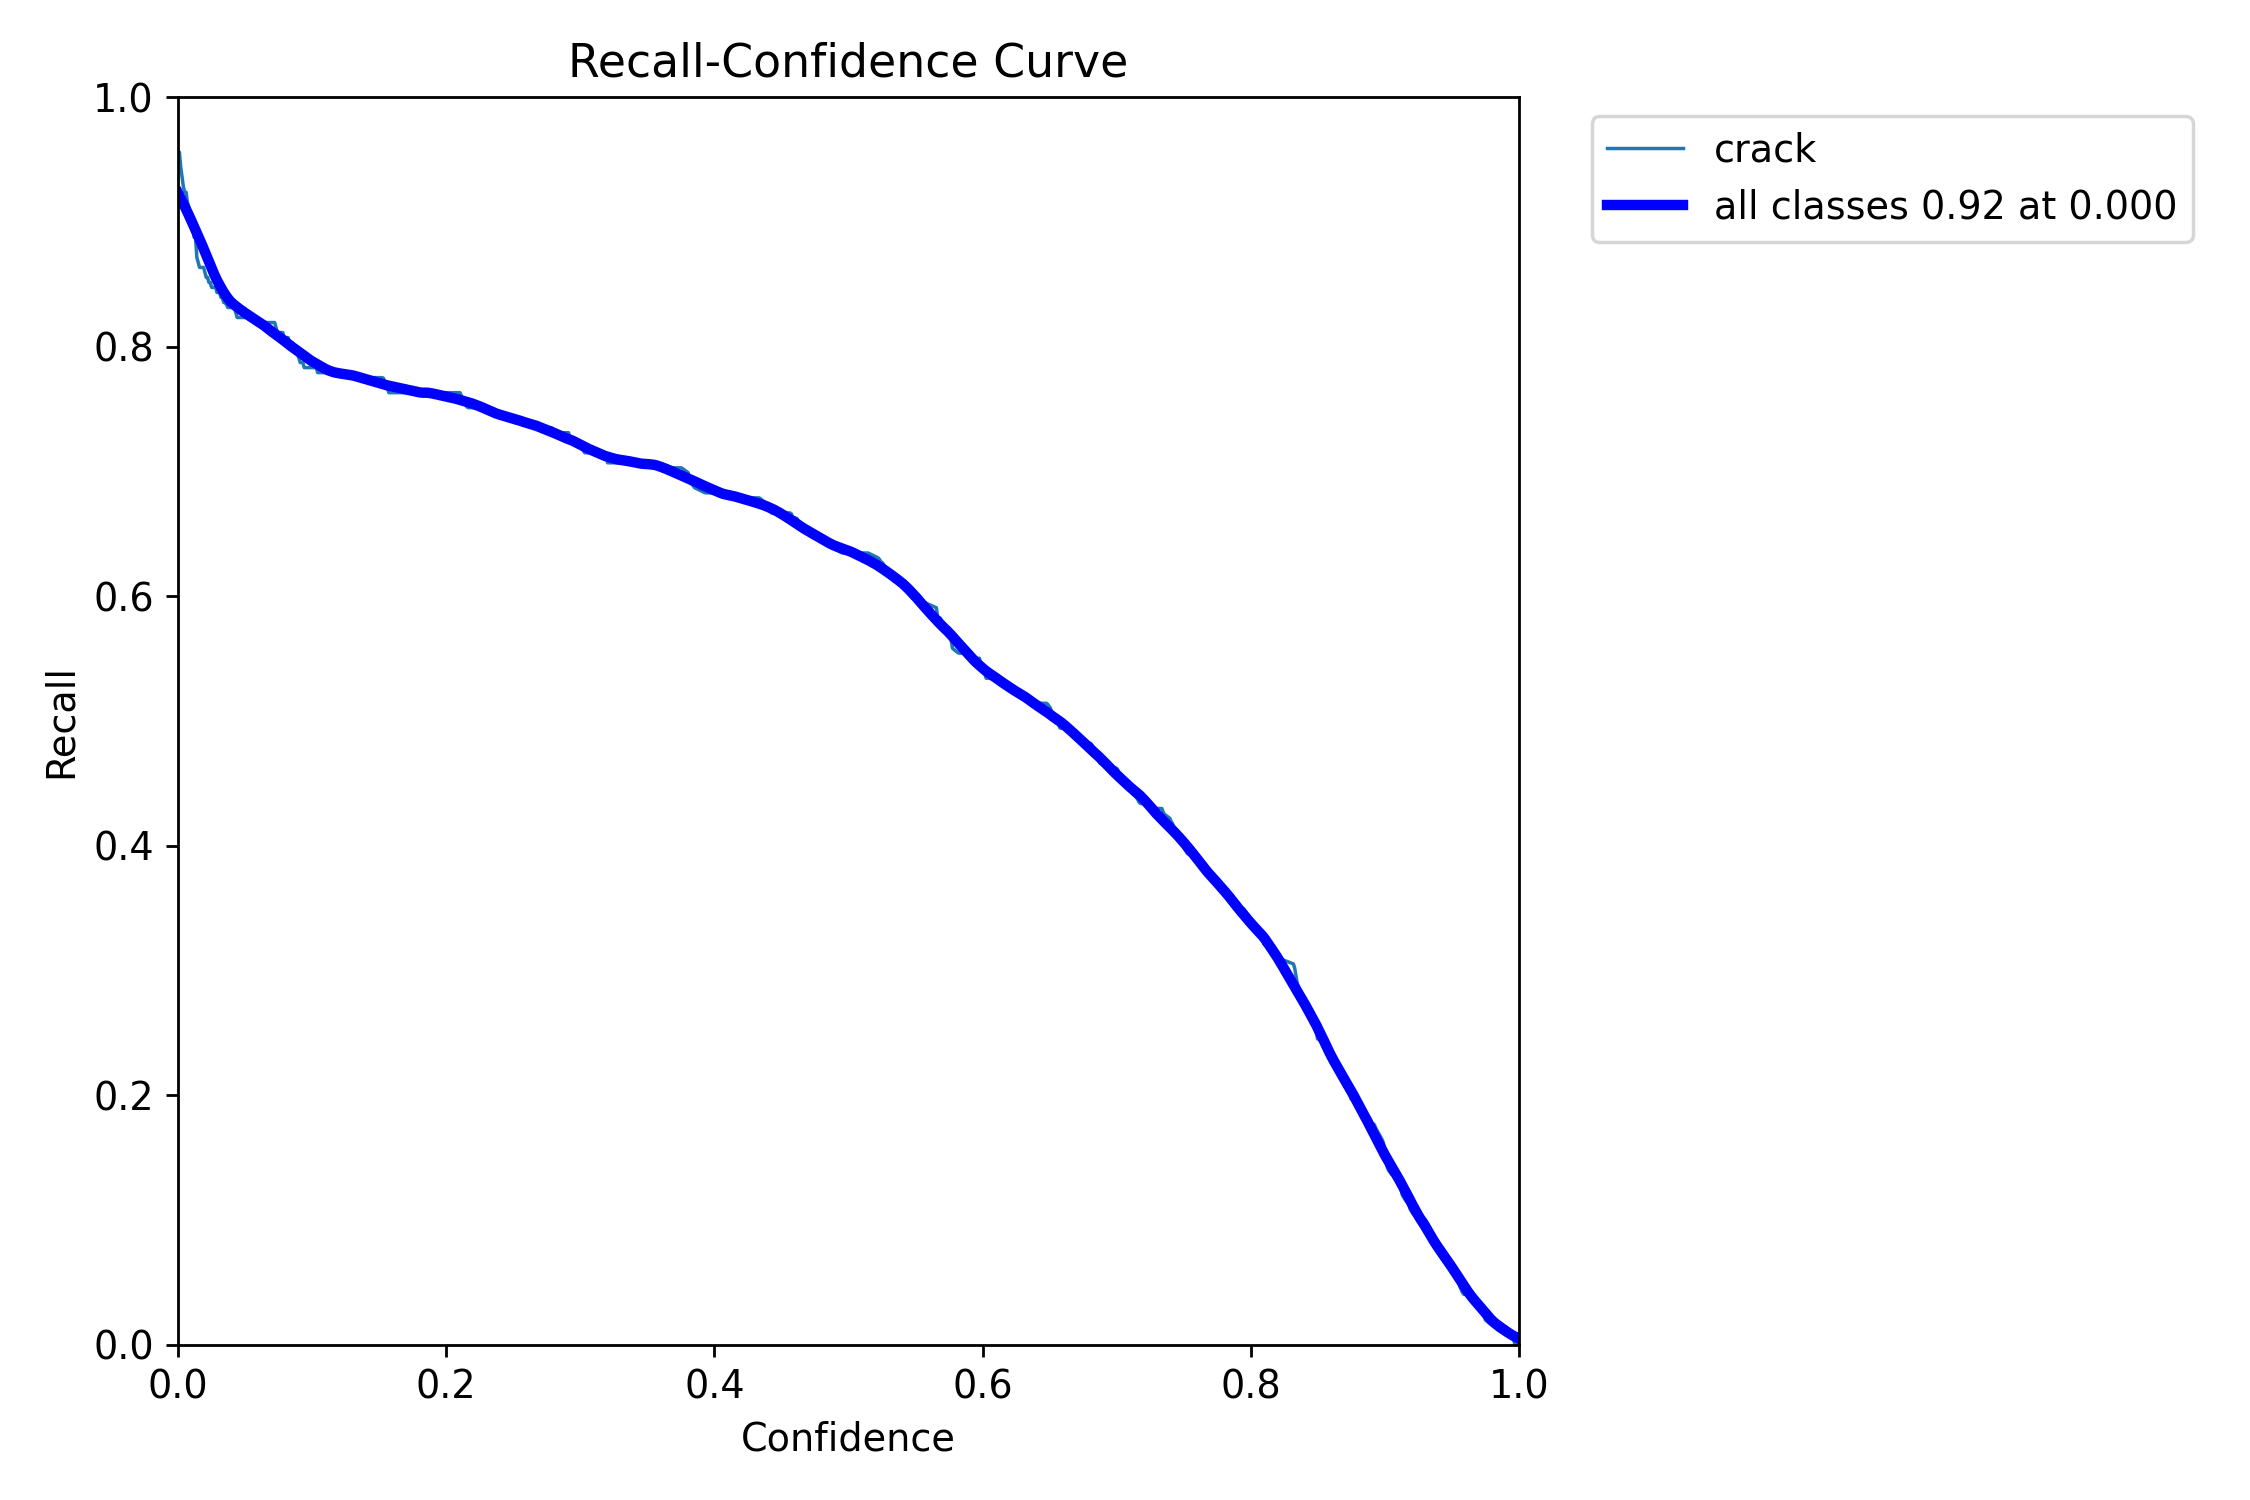 Recall-Confidence Curve
crack
all classes 0.92 at 0.000
1.0
0.8
0.6
0.4
0.2
0.0
Recall
0.0 0.2 0.4 0.6 0.8 1.0
Confidence